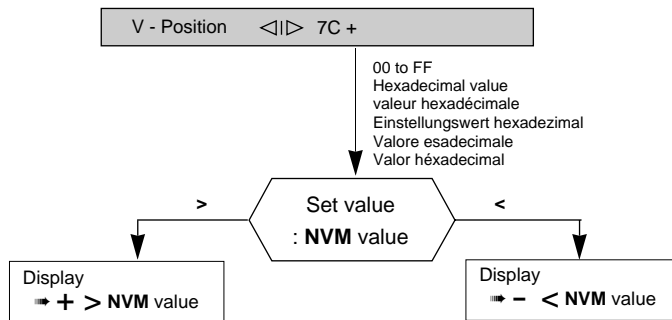 V - Position ◁|▷ 7C +
00 to FF
Hexadecimal value
valeur hexadécimale
Einstellungswert hexadezimal
Valore esadecimale
Valor héxadecimal
>
Set value
<
: NVM value
Display
➠ + > NVM value
Display
➠ - < NVM value